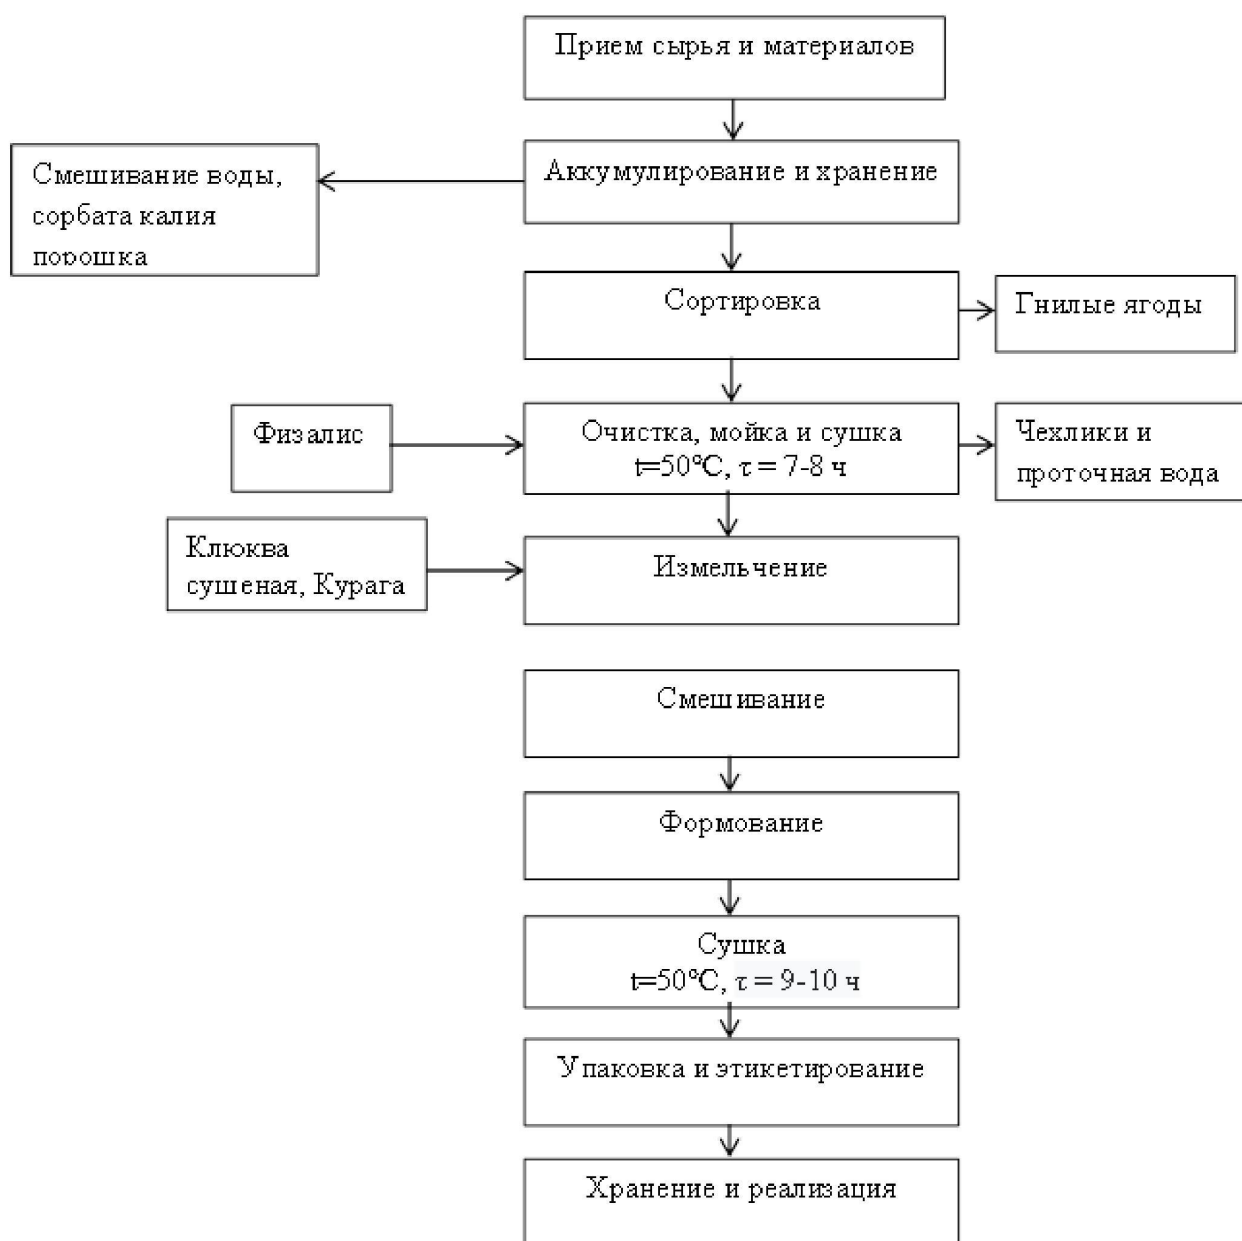 Прием сырья и материалов
Аккумулирование и хранение
Смешивание воды,
сорбата калия
порошка
Сортировка
Гнилые ягоды
Физалис
Очистка, мойка и сушка
t=50°C, τ = 7-8 ч
Чехлики и
проточная вода
Клюква
сушеная, Курага
Измельчение
Смешивание
Формование
Сушка
t=50°C, τ = 9-10 ч
Упаковка и этикетирование
Хранение и реализация